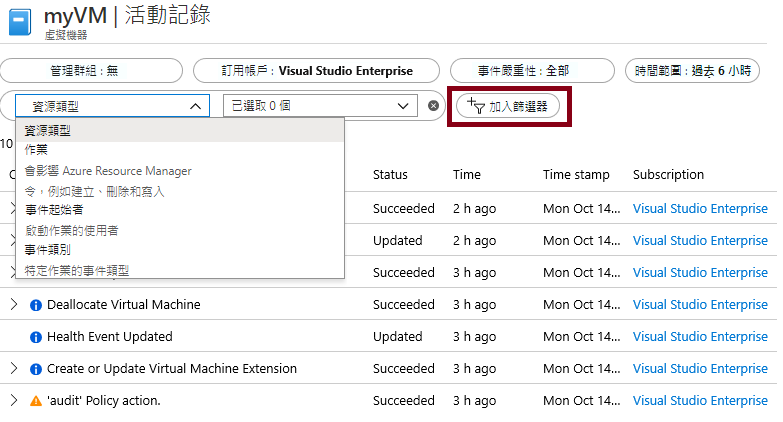 myVM | 活動記錄
虛擬機器
管理群組 : 無
訂用帳戶 : Visual Studio Enterprise
事件嚴重性 : 全部
時間範圍 : 過去 6 小時
資源類型
已選取 0 個
加入篩選器
10
資源類型
作業
會影響 Azure Resource Manager
令，例如建立、刪除和寫入
事件起始者
啟動作業的使用者
事件類別
特定作業的事件類型
Status Time Time stamp Subscription
Succeeded 2 h ago Mon Oct 14... Visual Studio Enterprise
Updated 2 h ago Mon Oct 14... Visual Studio Enterprise
Succeeded 3 h ago Mon Oct 14... Visual Studio Enterprise
Deallocate Virtual Machine Succeeded 3 h ago Mon Oct 14... Visual Studio Enterprise
Health Event Updated Updated 3 h ago Mon Oct 14... Visual Studio Enterprise
Create or Update Virtual Machine Extension Succeeded 3 h ago Mon Oct 14... Visual Studio Enterprise
'audit' Policy action. Succeeded 3 h ago Mon Oct 14... Visual Studio Enterprise